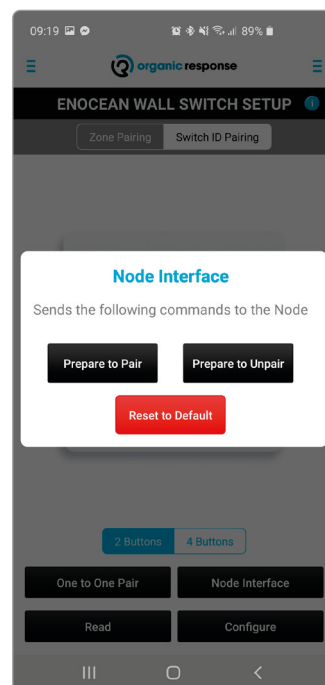 09:19 89%
organic response
ENOCEAN WALL SWITCH SETUP i
Zone Pairing Switch ID Pairing
Node Interface
Sends the following commands to the Node
Prepare to Pair Prepare to Unpair
Reset to Default
2 Buttons 4 Buttons
One to One Pair Node Interface
Read Configure